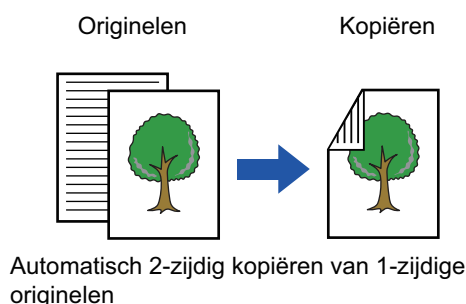 Originelen
Kopiëren
Automatisch 2-zijdig kopiëren van 1-zijdige
originelen